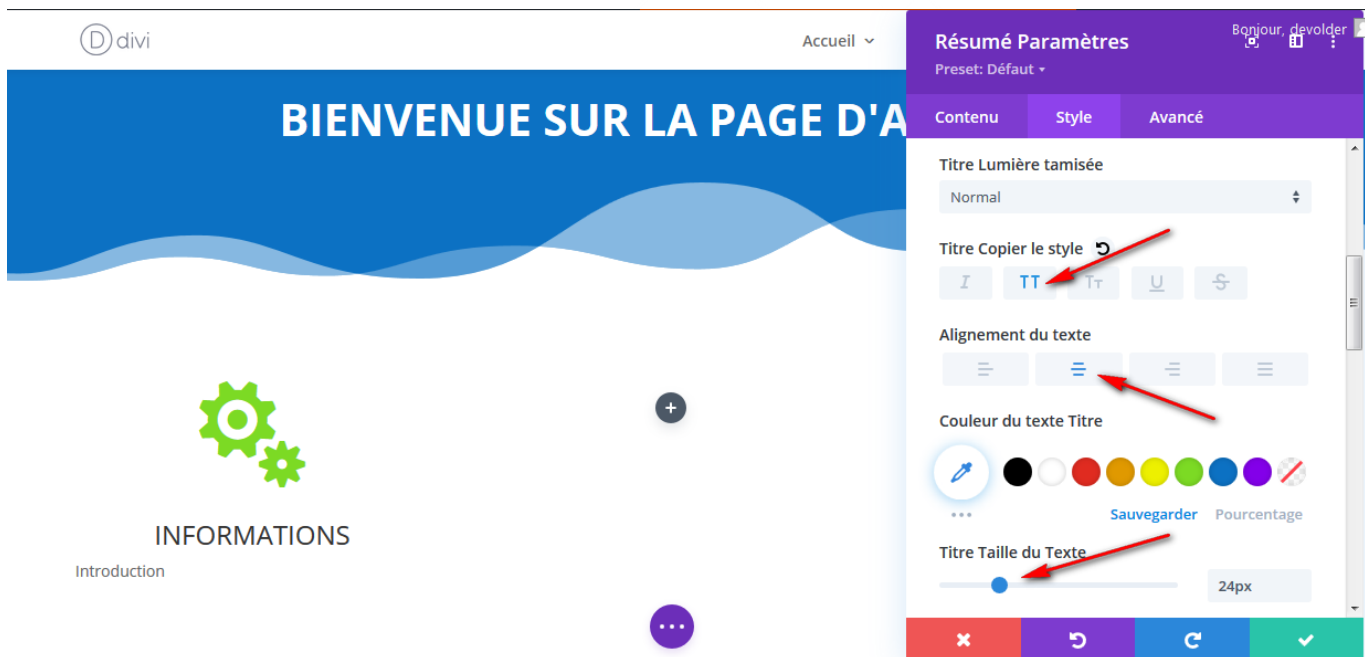 divi
Accueil
BIENVENUE SUR LA PAGE D'A
INFORMATIONS
Introduction
Bonjour, devolder
Résumé Paramètres
Preset: Défaut
Contenu Style Avancé
Titre Lumière tamisée
Normal
Titre Copier le style
I TT TT U S
Alignement du texte
Couleur du texte Titre
Sauvegarder Pourcentage
Titre Taille du Texte
24px